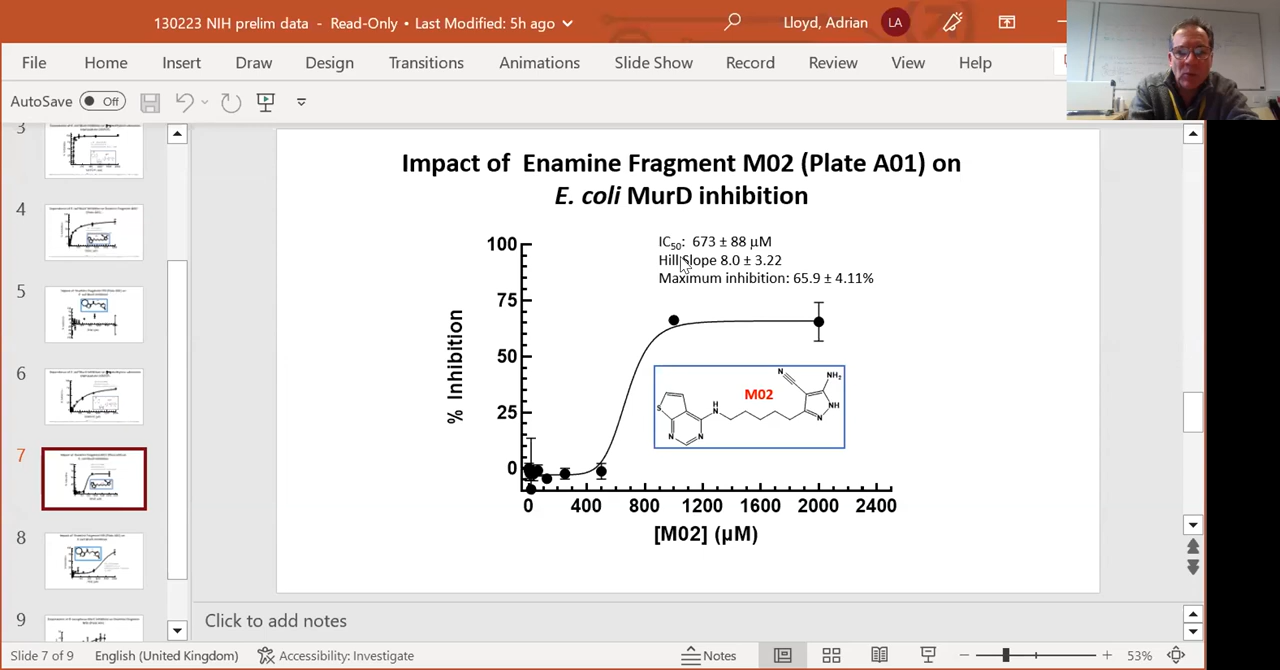 130223 NIH prelim data - Read-Only • Last Modified: 5h ago
Lloyd, Adrian LA
File Home Insert Draw Design Transitions Animations Slide Show Record Review View Help
AutoSave Off
3
4
5
6
7
8
9
Impact of Enamine Fragment M02 (Plate A01) on
E. coli MurD inhibition
IC50: 673 ± 88 µM
Hill Slope 8.0 ± 3.22
Maximum inhibition: 65.9 ± 4.11%
% Inhibition
100
75
50
25
0
M02
N
NH2
S
H
N
NH
N
N
N
0 400 800 1200 1600 2000 2400
[M02] (µM)
Click to add notes
Slide 7 of 9 English (United Kingdom) Accessibility: Investigate Notes 53%